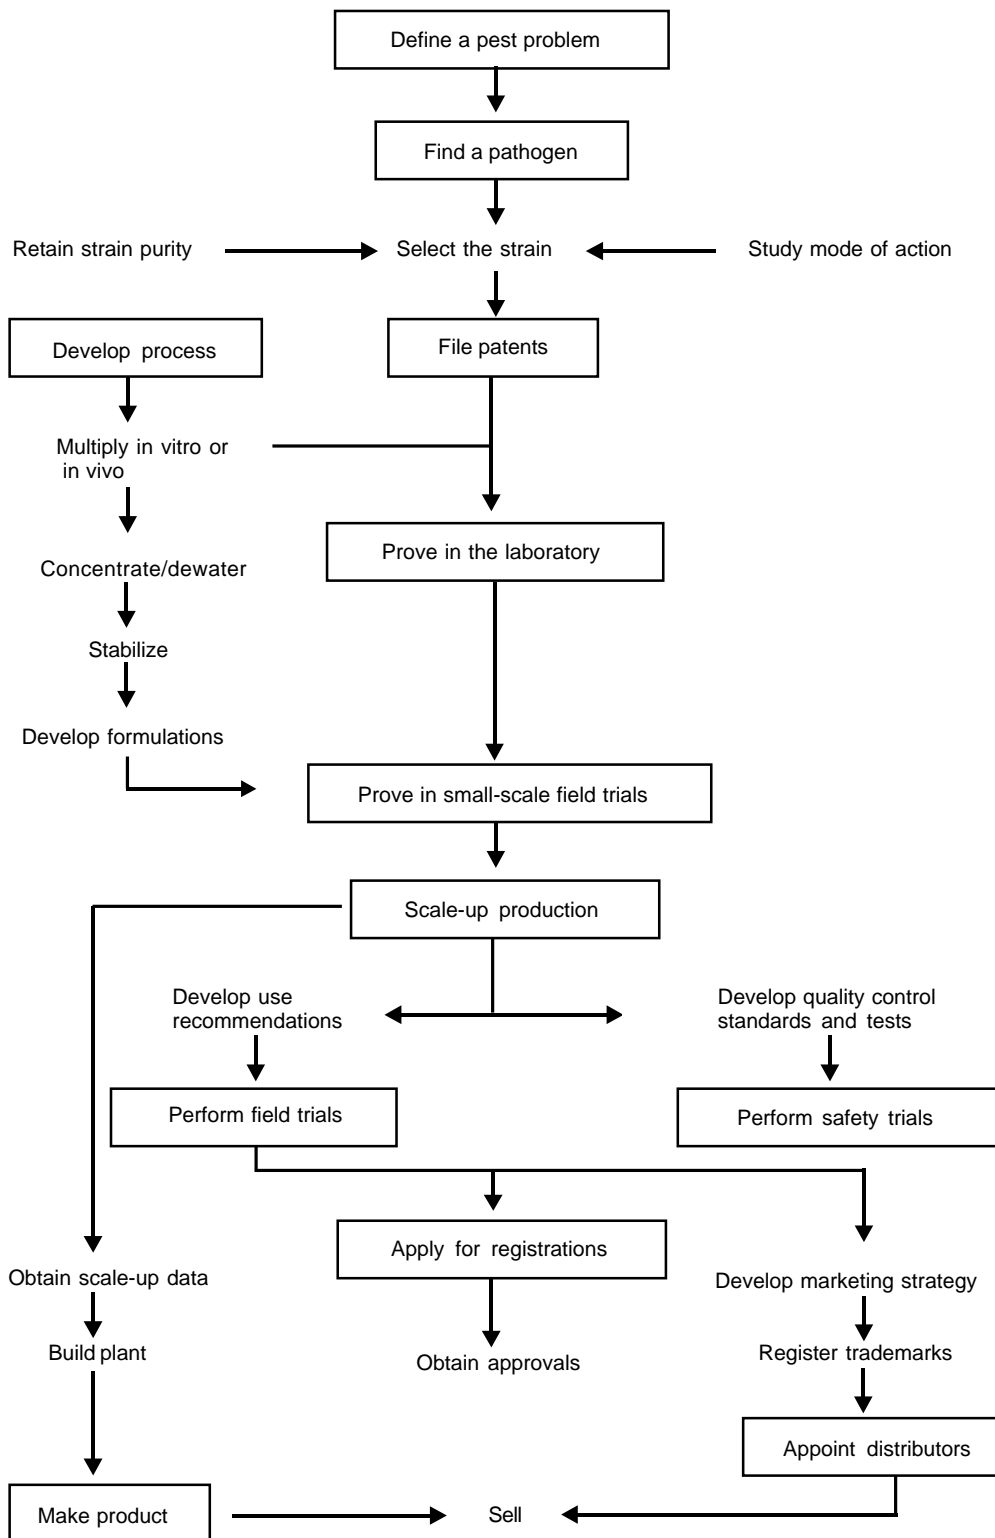 Define a pest problem
Find a pathogen
Retain strain purity
Select the strain
Study mode of action
Develop process
File patents
Multiply in vitro or
in vivo
Prove in the laboratory
Concentrate/dewater
Stabilize
Develop formulations
Prove in small-scale field trials
Scale-up production
Develop use
recommendations
Develop quality control
standards and tests
Perform field trials
Perform safety trials
Apply for registrations
Obtain scale-up data
Develop marketing strategy
Build plant
Obtain approvals
Register trademarks
Appoint distributors
Make product
Sell